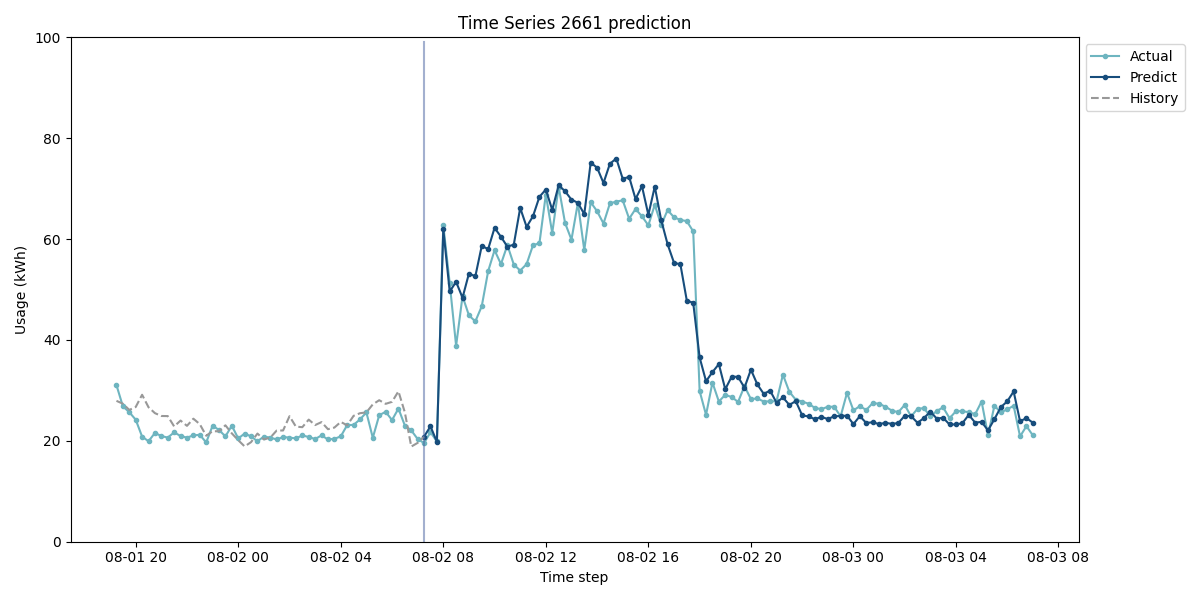 Time Series 2661 prediction
100
80
60
40
20
0
Usage (kWh)
08-01 20
08-02 00
08-02 04
08-02 08
08-02 12
08-02 16
08-02 20
08-03 00
08-03 04
08-03 08
Time step
Actual
Predict
History